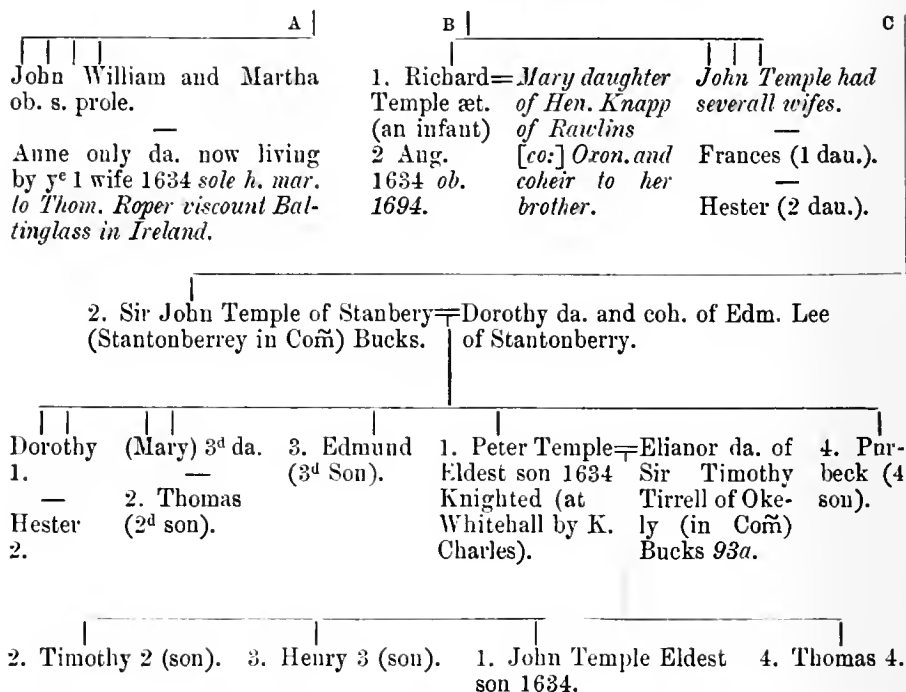 A B C
John William and Martha
ob. s. prole.
—
Anne only da. now living
by yᵉ 1 wife 1634 sole h. mar.
to Thom. Roper viscount Bal-
tinglass in Ireland.
1. Richard=
Temple æt.
(an infant)
2 Aug.
1634 ob.
1694.
Mary daughter
of Hen. Knapp
of Rawlins
[co:] Oxon. and
coheir to her
brother.
John Temple had
severall wifes.
—
Frances (1 dau.).
—
Hester (2 dau.).
2. Sir John Temple of Stanbery=
(Stantonberrey in Com̃) Bucks.
Dorothy da. and coh. of Edm. Lee
of Stantonberry.
Dorothy
1.
—
Hester
2.
(Mary) 3ᵈ da.
—
2. Thomas
(2ᵈ son).
3. Edmund
(3ᵈ Son).
1. Peter Temple=
Eldest son 1634
Knighted (at
Whitehall by K.
Charles).
Elianor da. of
Sir Timothy
Tirrell of Oke-
ly (in Com̃)
Bucks 93a.
4. Pur-
beck (4
son).
2. Timothy 2 (son).
3. Henry 3 (son).
1. John Temple Eldest
son 1634.
4. Thomas 4.